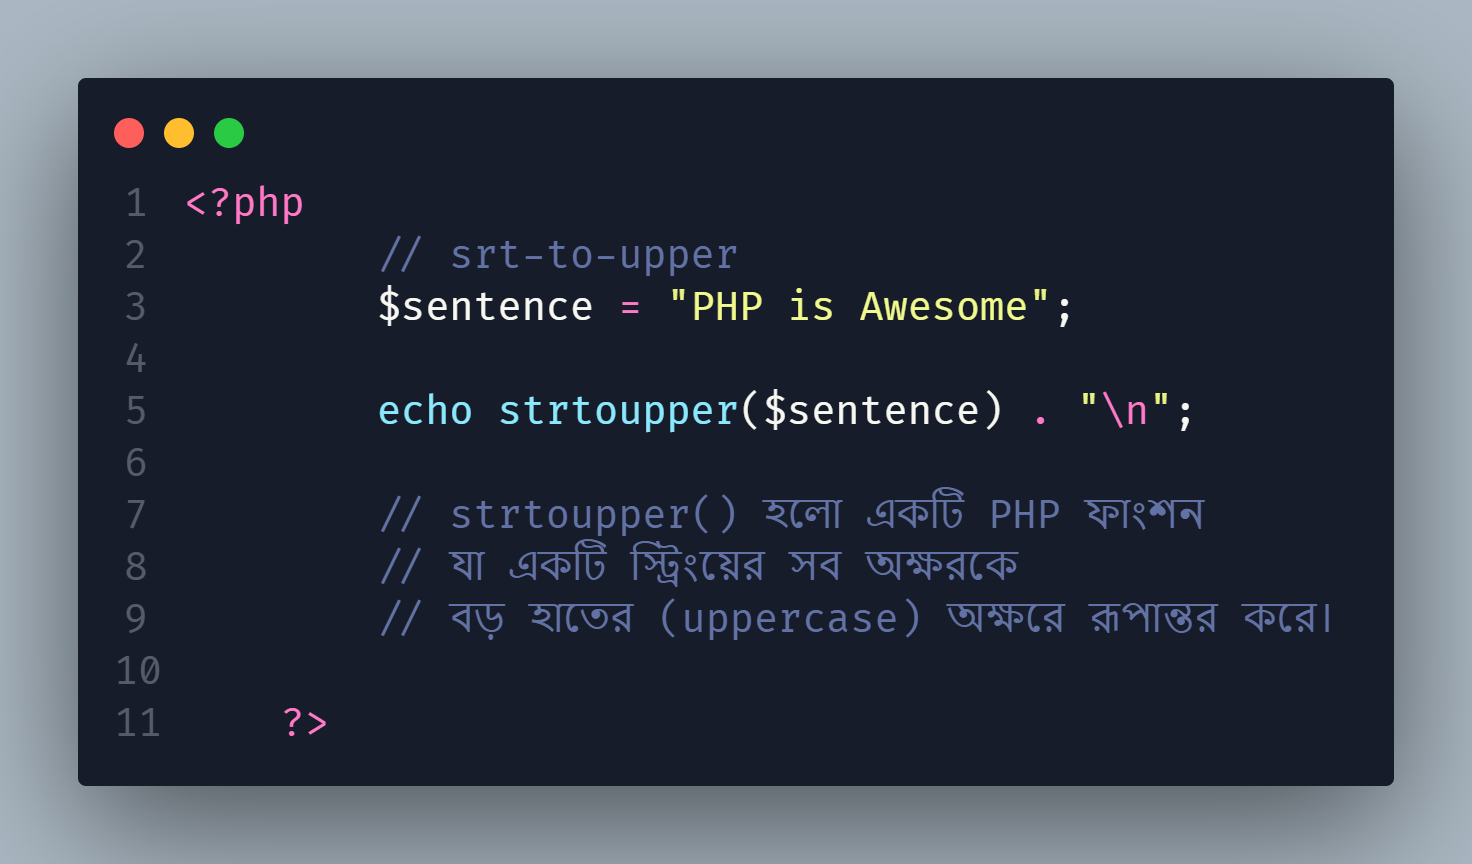 1 <?php
2 // srt-to-upper
3 $sentence = "PHP is Awesome";
4
5 echo strtoupper($sentence) . "\n";
6
7 // strtoupper() হলো একটি PHP ফাংশন
8 // যা একটি স্ট্রিংয়ের সব অক্ষরকে
9 // বড় হাতের (uppercase) অক্ষরে রূপান্তর করে।
10
11 ?>